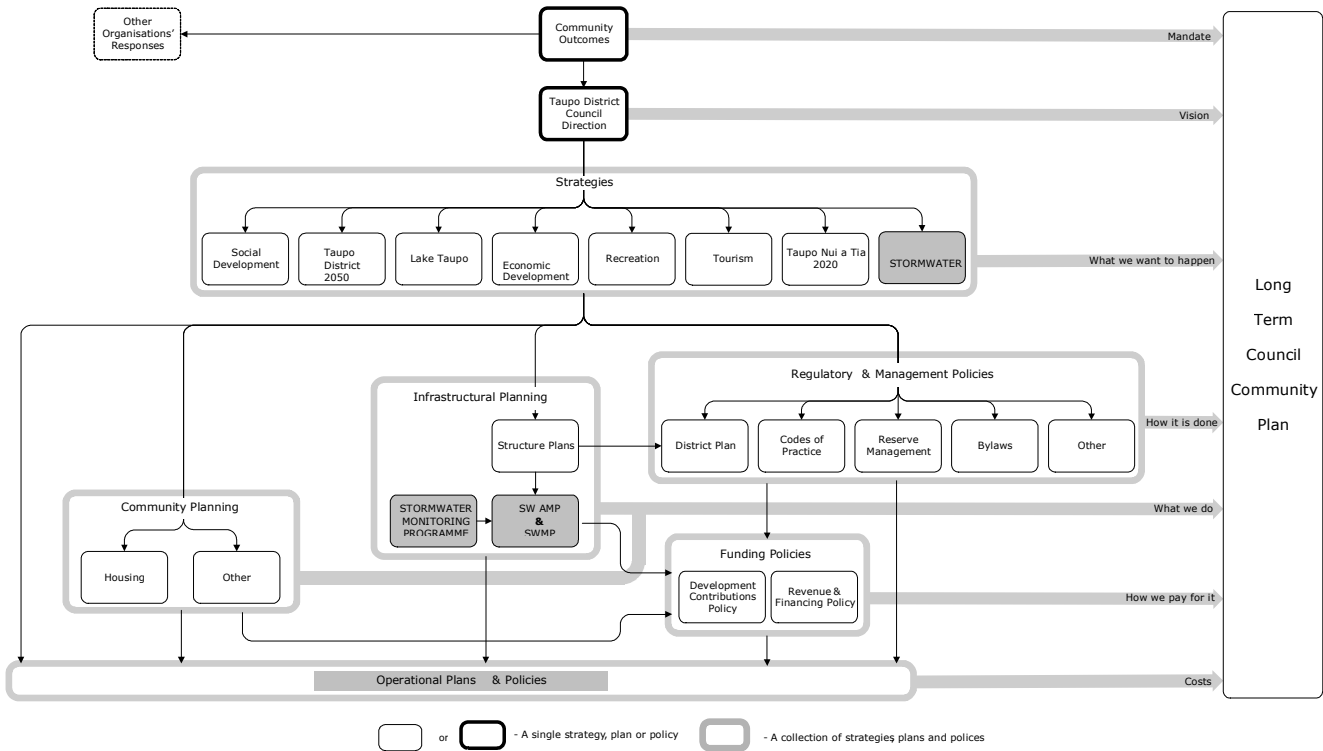 Other
Organisations'
Responses
Community
Outcomes
Mandate
Taupo District
Council
Direction
Vision
Strategies
Social
Development
Taupo
District
2050
Lake Taupo
Economic
Development
Recreation
Tourism
Taupo Nui a Tia
2020
STORMWATER
What we want to happen
Long
Term
Council
Community
Plan
Regulatory & Management Policies
Infrastructural Planning
Structure Plans
District Plan
Codes of
Practice
Reserve
Management
Bylaws
Other
How it is done
Community Planning
STORMWATER
MONITORING
PROGRAMME
SW AMP
&
SWMP
What we do
Housing
Other
Funding Policies
Development
Contributions
Policy
Revenue &
Financing Policy
How we pay for it
Operational Plans & Policies
Costs
or
- A single strategy, plan or policy
- A collection of strategies, plans and polices